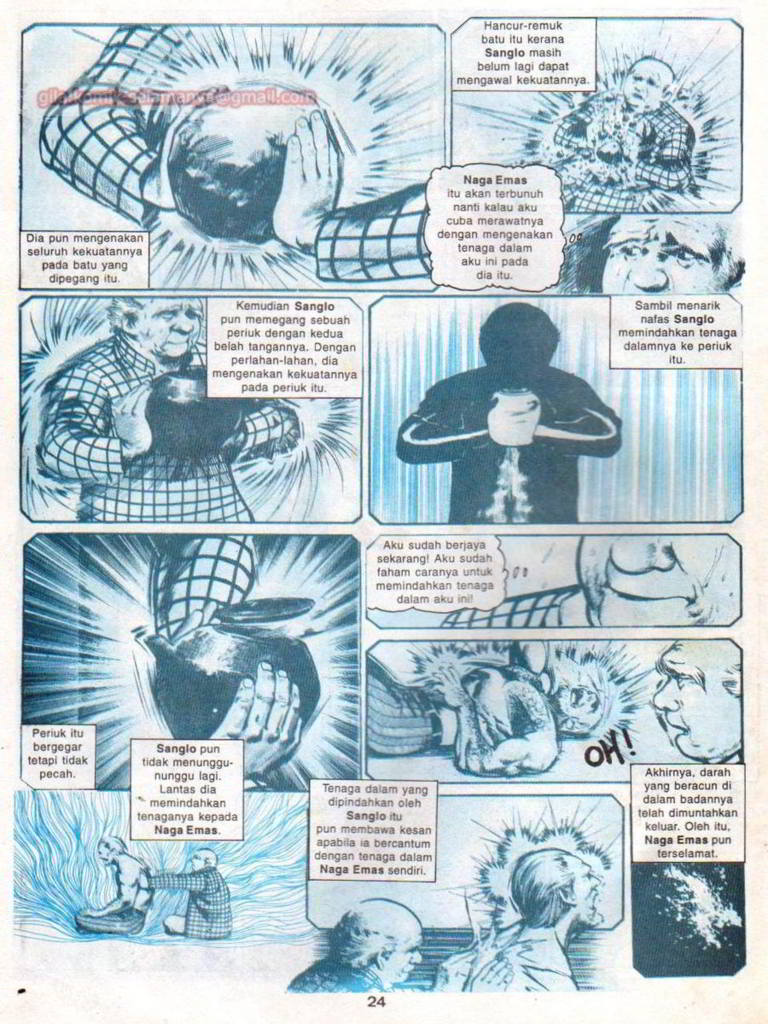 gilakomik-salamanya@gmail.com
Dia pun mengenakan
seluruh kekuatannya
pada batu yang
dipegang itu.
Hancur-remuk
batu itu kerana
Sanglo masih
belum lagi dapat
mengawal kekuatannya.
Naga Emas
itu akan terbunuh
nanti kalau aku
cuba merawatnya
dengan mengenakan
tenaga dalam
aku ini pada
dia itu.
Kemudian Sanglo
pun memegang sebuah
periuk dengan kedua
belah tangannya. Dengan
perlahan-lahan, dia
mengenakan kekuatannya
pada periuk itu.
Sambil menarik
nafas Sanglo
memindahkan tenaga
dalamnya ke periuk
itu.
Periuk itu
bergegar
tetapi tidak
pecah.
Aku sudah berjaya
sekarang! Aku sudah
faham caranya untuk
memindahkan tenaga
dalam aku ini!
OH!
Sanglo pun
tidak menunggu-
nunggu lagi.
Lantas dia
memindahkan
tenaganya kepada
Naga Emas.
Tenaga dalam yang
dipindahkan oleh
Sanglo itu
pun membawa kesan
apabila ia bercantum
dengan tenaga dalam
Naga Emas sendiri.
Akhirnya, darah
yang beracun di
dalam badannya
telah dimuntahkan
keluar. Oleh itu,
Naga Emas pun
terselamat.
24